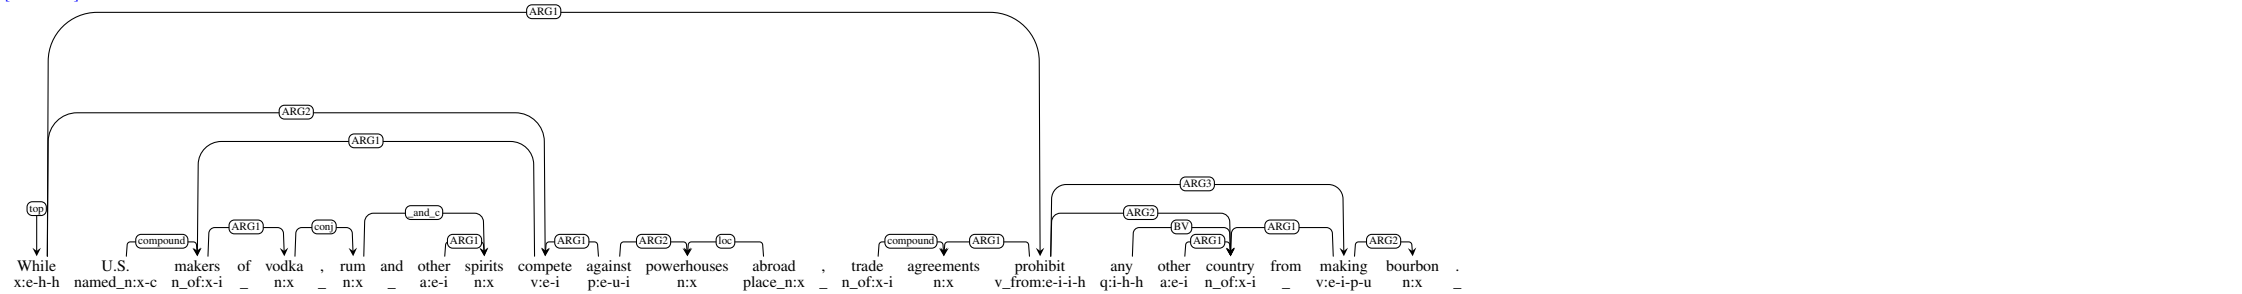 ARG1
ARG2
ARG1
ARG3
top _and_c ARG2
ARG1 conj BV ARG1
compound ARG1 ARG1 ARG2 loc compound ARG1 ARG1 ARG2
While U.S. makers of vodka , rum and other spirits compete against powerhouses abroad , trade agreements prohibit any other country from making bourbon .
x:e-h-h named_n:x-c n_of:x-i _ n:x _ n:x _ a:e-i n:x v:e-i p:e-u-i n:x place_n:x _ n_of:x-i n:x v_from:e-i-i-h q:i-h-h a:e-i n_of:x-i _ v:e-i-p-u n:x _